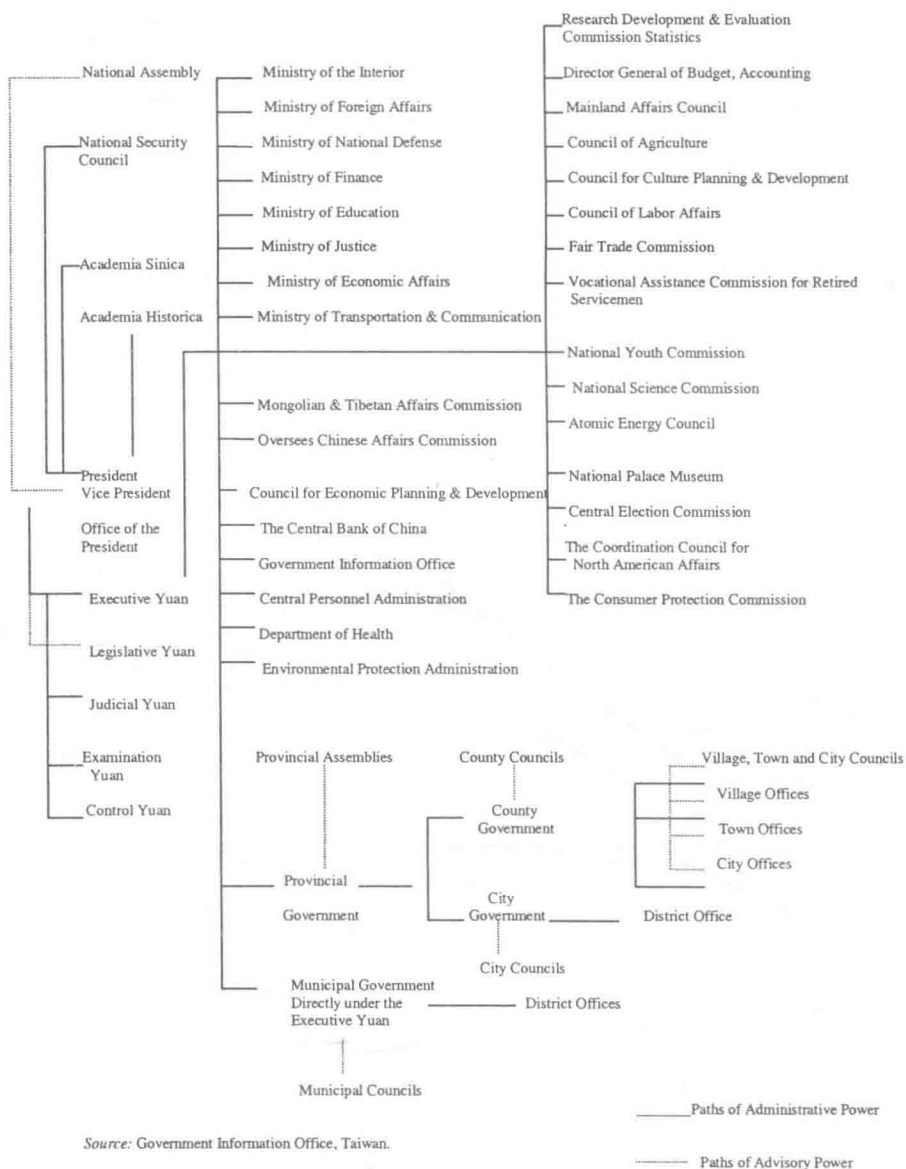 National Assembly
National Security
Council
Academia Sinica
Academia Historica
President
Vice President
Office of the
President
Executive Yuan
Legislative Yuan
Judicial Yuan
Examination
Yuan
Control Yuan
Ministry of the Interior
Ministry of Foreign Affairs
Ministry of National Defense
Ministry of Finance
Ministry of Education
Ministry of Justice
Ministry of Economic Affairs
Ministry of Transportation & Communication
Mongolian & Tibetan Affairs Commission
Oversees Chinese Affairs Commission
Council for Economic Planning & Development
The Central Bank of China
Government Information Office
Central Personnel Administration
Department of Health
Environmental Protection Administration
Research Development & Evaluation
Commission Statistics
Director General of Budget, Accounting
Mainland Affairs Council
Council of Agriculture
Council for Culture Planning & Development
Council of Labor Affairs
Fair Trade Commission
Vocational Assistance Commission for Retired
Servicemen
National Youth Commission
National Science Commission
Atomic Energy Council
National Palace Museum
Central Election Commission
The Coordination Council for
North American Affairs
The Consumer Protection Commission
Provincial Assemblies
County Councils
Village, Town and City Councils
Village Offices
County
Government
Town Offices
City Offices
Provincial
Government
City
Government
District Office
City Councils
Municipal Government
Directly under the
Executive Yuan
District Offices
Municipal Councils
Paths of Administrative Power
Source: Government Information Office, Taiwan.
Paths of Advisory Power